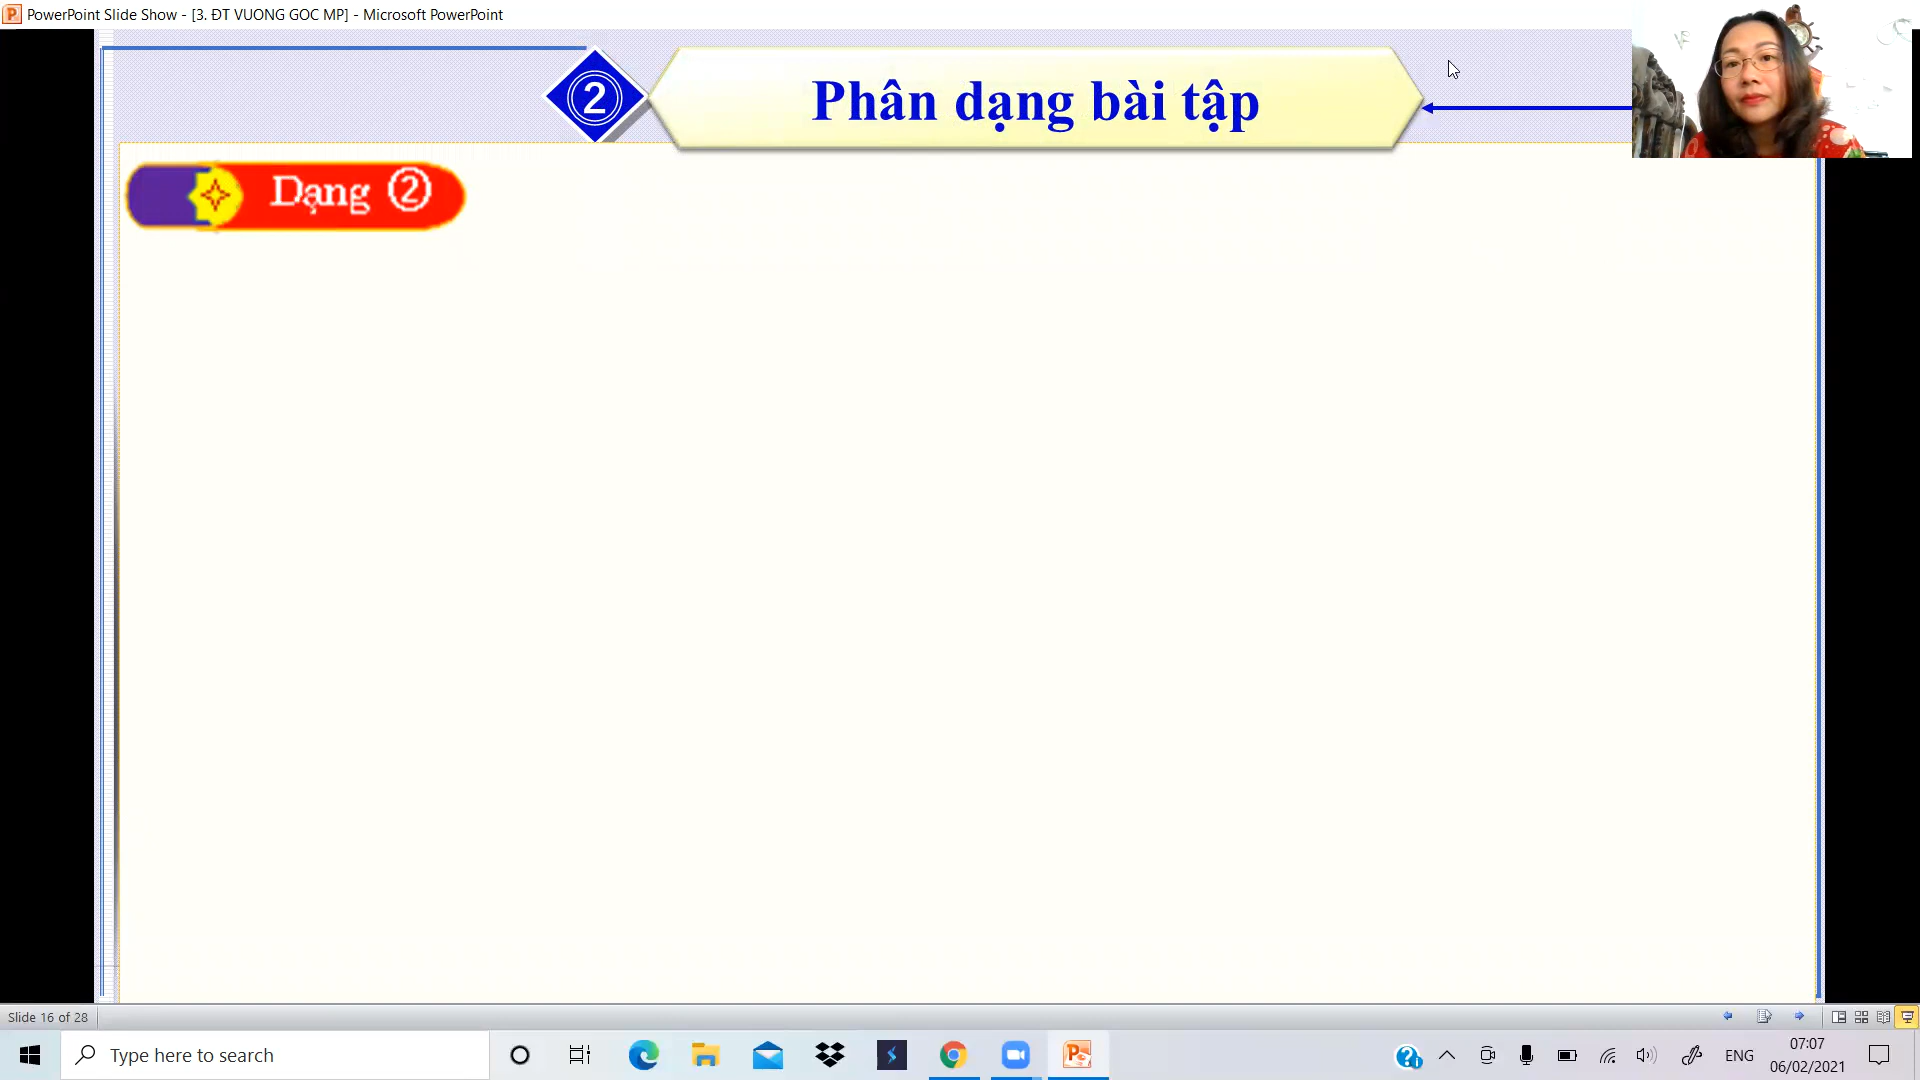 PowerPoint Slide Show - [3. ĐT VUONG GOC MP] - Microsoft PowerPoint
2
Phân dạng bài tập
Dạng ②
Slide 16 of 28
Type here to search
ENG
07:07
06/02/2021